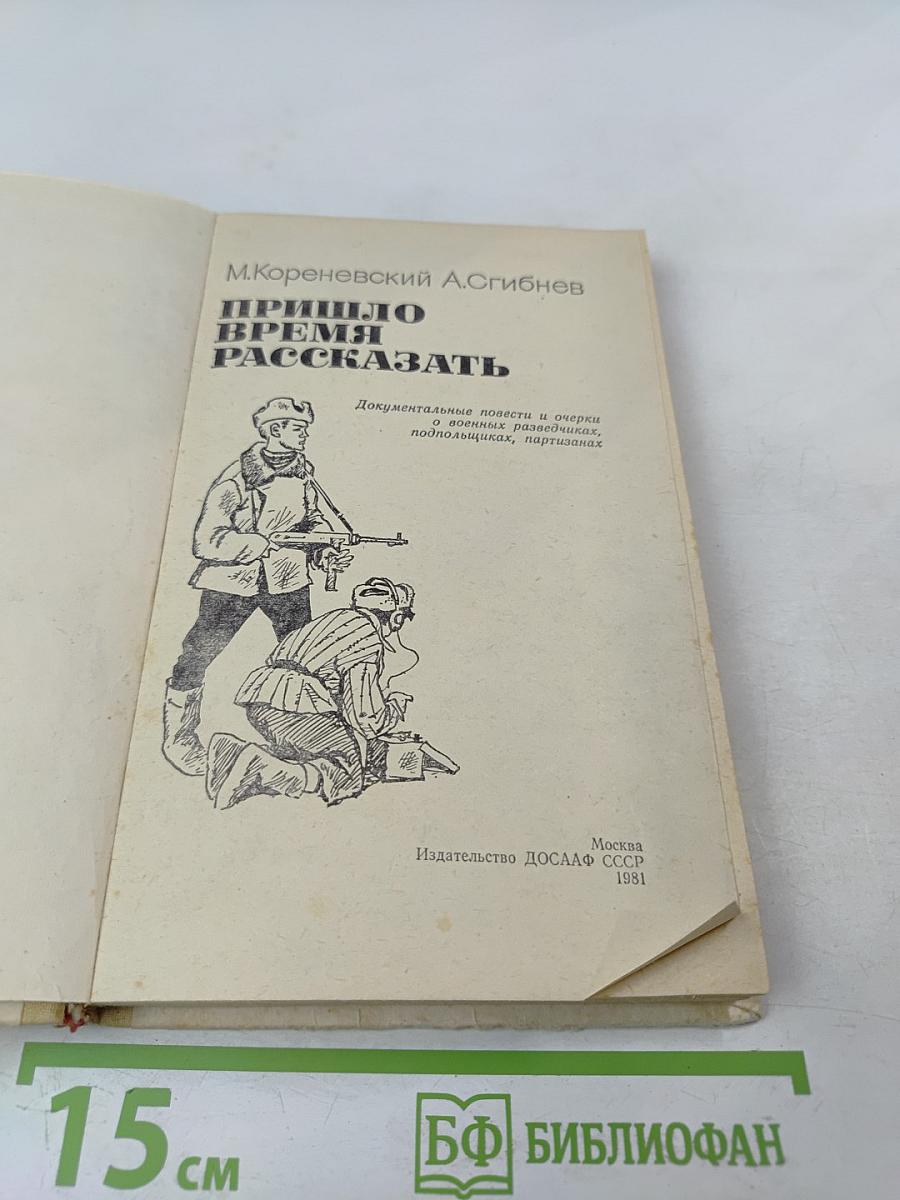 М.Кореневский А.Сгибнев
ПРИШЛО
ВРЕМЯ
РАССКАЗАТЬ
Документальные повести и очерки
о военных разведчиках,
подпольщиках, партизанах
Москва
Издательство ДОСААФ СССР
1981
15 см
БФ БИБЛИОФАН